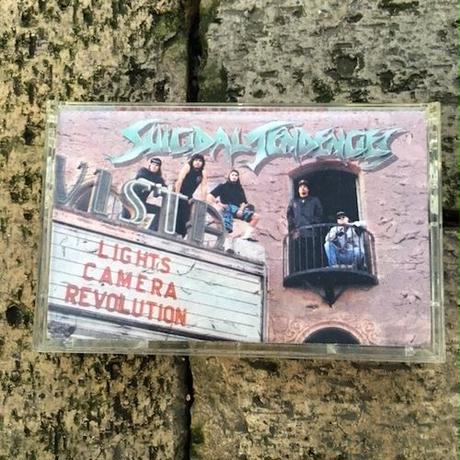 SUICIDAL TENDENCIES
VISTA
LIGHTS
CAMERA
REVOLUTION